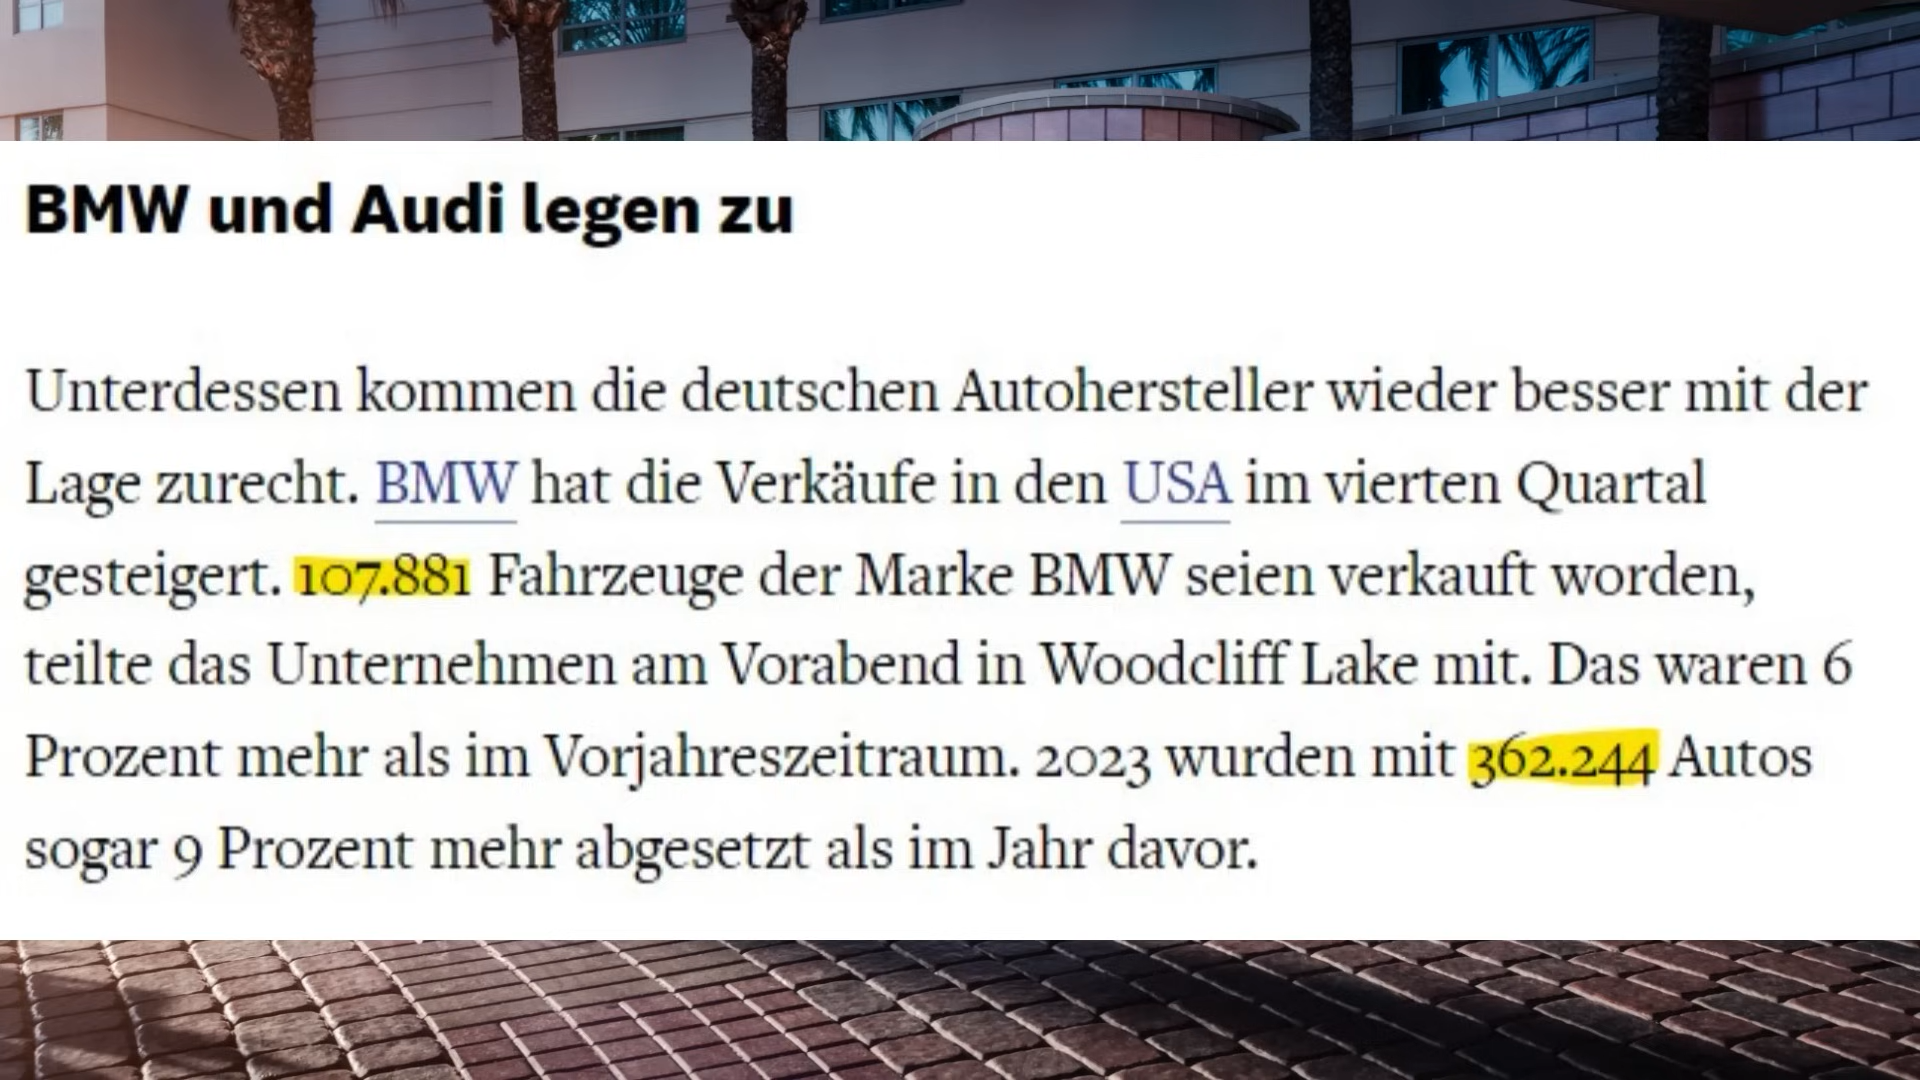 BMW und Audi legen zu
Unterdessen kommen die deutschen Autohersteller wieder besser mit der
Lage zurecht. BMW hat die Verkäufe in den USA im vierten Quartal
gesteigert. 107.881 Fahrzeuge der Marke BMW seien verkauft worden,
teilte das Unternehmen am Vorabend in Woodcliff Lake mit. Das waren 6
Prozent mehr als im Vorjahreszeitraum. 2023 wurden mit 362.244 Autos
sogar 9 Prozent mehr abgesetzt als im Jahr davor.